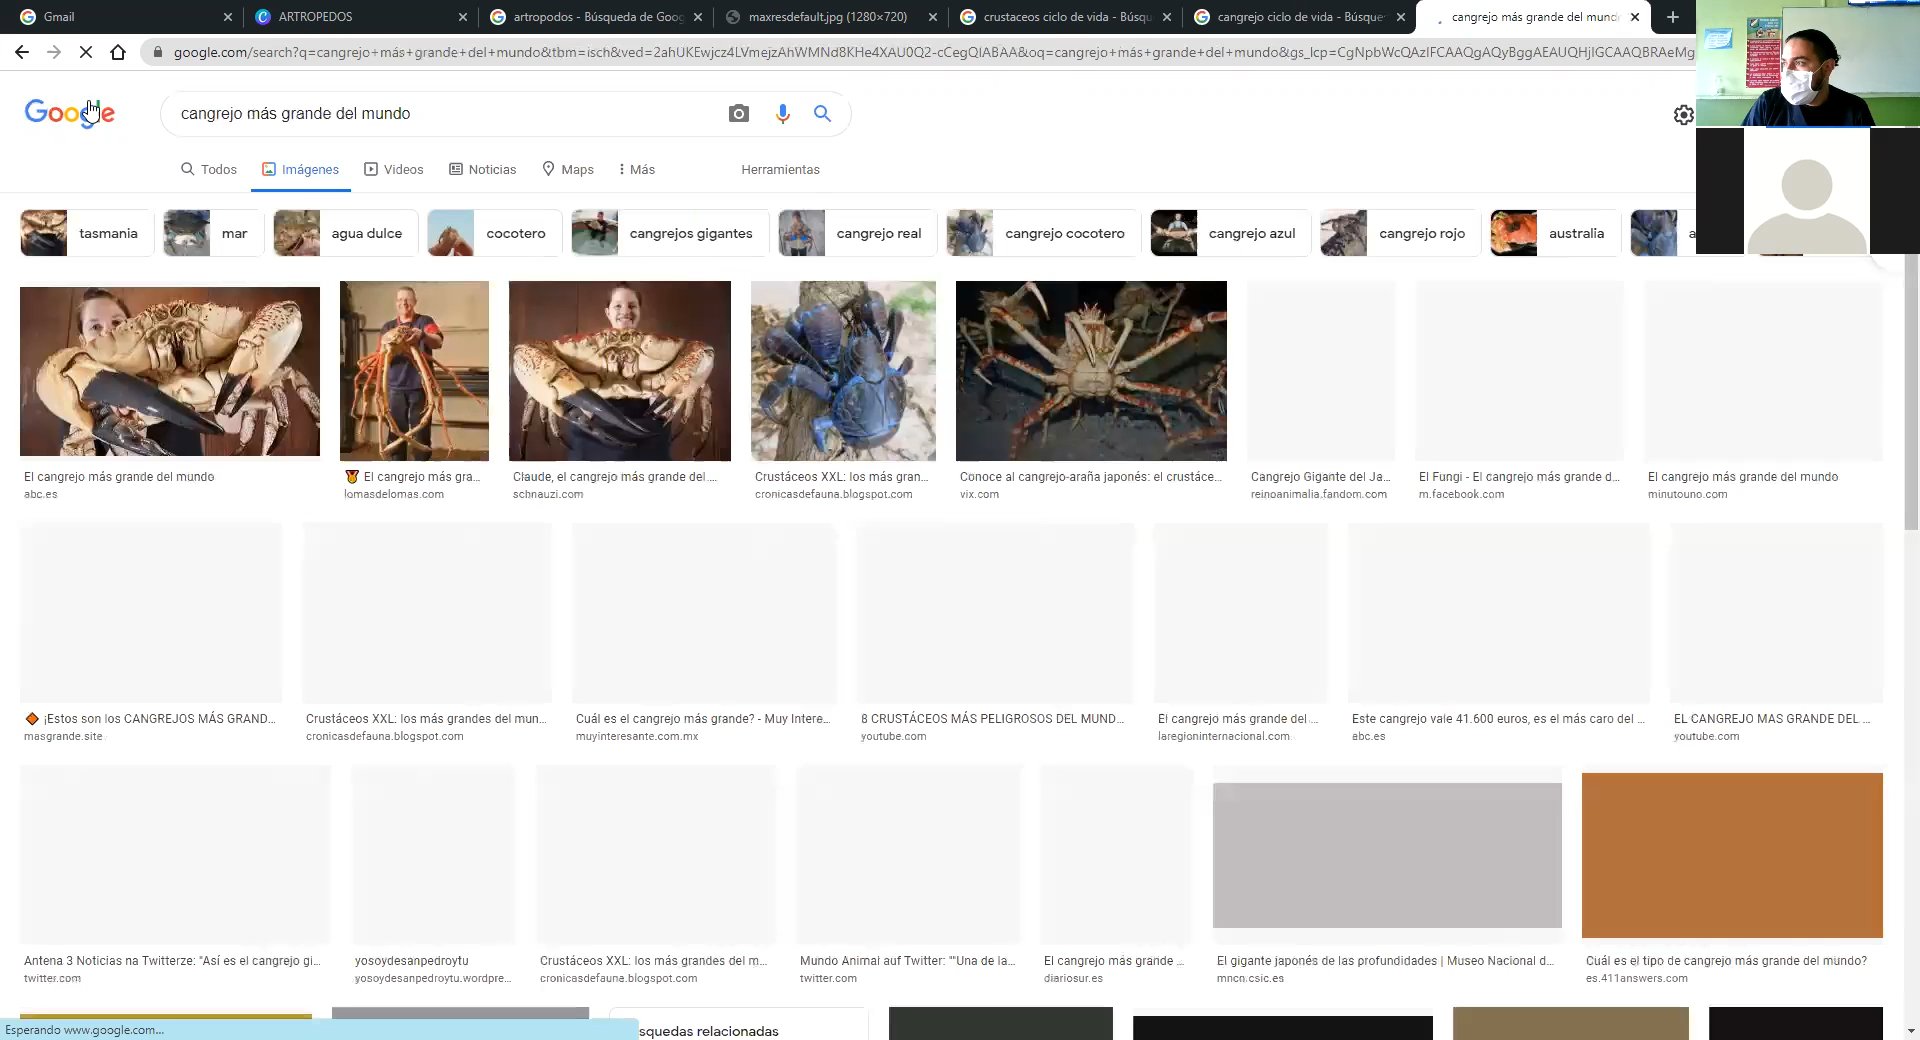 Gmail
ARTROPEDOS
artropodos - Búsqueda de Goog
maxresdefault.jpg (1280×720)
crustaceos ciclo de vida - Búsqu
cangrejo ciclo de vida - Búsque
cangrejo más grande del mund
google.com/search?q=cangrejo+más+grande+del+mundo&tbm=isch&ved=2ahUKEwjcz4LVmejzAhWMNd8KHe4XAU0Q2-cCegQIABAA&oq=cangrejo+más+grande+del+mundo&gs_lcp=CgNpbWcQAzIFCAAQgAQyBggAEAUQHjIGCAAQBRAeMg
Google
cangrejo más grande del mundo
Todos
Imágenes
Videos
Noticias
Maps
Más
Herramientas
tasmania
mar
agua dulce
cocotero
cangrejos gigantes
cangrejo real
cangrejo cocotero
cangrejo azul
cangrejo rojo
australia
El cangrejo más grande del mundo
abc.es
El cangrejo más gra...
lomasdelomas.com
Claude, el cangrejo más grande del ...
schnauzi.com
Crustáceos XXL: los más gran...
cronicasdefauna.blogspot.com
Conoce al cangrejo-araña japonés: el crustáce...
vix.com
Cangrejo Gigante del Ja...
reinoanimalia.fandom.com
El Fungi - El cangrejo más grande d...
m.facebook.com
El cangrejo más grande del mundo
minutouno.com
¡Estos son los CANGREJOS MÁS GRAND...
masgrande.site
Crustáceos XXL: los más grandes del mun...
cronicasdefauna.blogspot.com
Cuál es el cangrejo más grande? - Muy Intere...
muyinteresante.com.mx
8 CRUSTÁCEOS MÁS PELIGROSOS DEL MUND...
youtube.com
El cangrejo más grande del ...
laregioninternacional.com
Este cangrejo vale 41.600 euros, es el más caro del ...
abc.es
EL CANGREJO MAS GRANDE DEL ...
youtube.com
Antena 3 Noticias na Twitterze: "Así es el cangrejo gi...
twitter.com
yosoydesanpedroytu
yosoydesanpedroytu.wordpre...
Crustáceos XXL: los más grandes del m...
cronicasdefauna.blogspot.com
Mundo Animal auf Twitter: ""Una de la...
twitter.com
El cangrejo más grande ...
diariosur.es
El gigante japonés de las profundidades | Museo Nacional d...
mncn.csic.es
Cuál es el tipo de cangrejo más grande del mundo?
es.411answers.com
Esperando www.google.com...
squedas relacionadas